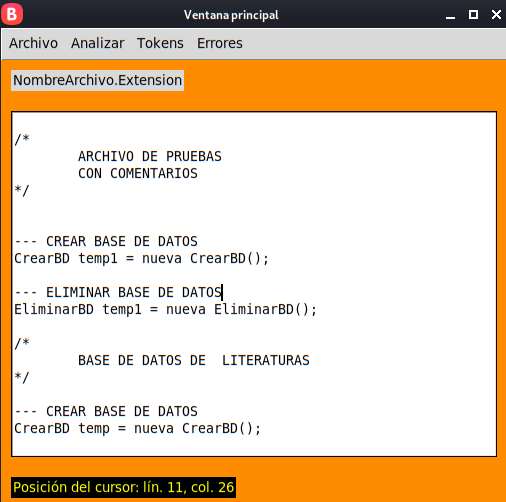 B Ventana principal
Archivo Analizar Tokens Errores
NombreArchivo.Extension
/*
ARCHIVO DE PRUEBAS
CON COMENTARIOS
*/
--- CREAR BASE DE DATOS
CrearBD temp1 = nueva CrearBD();
--- ELIMINAR BASE DE DATOS
EliminarBD temp1 = nueva EliminarBD();
/*
BASE DE DATOS DE  LITERATURAS
*/
--- CREAR BASE DE DATOS
CrearBD temp = nueva CrearBD();
Posición del cursor: lín. 11, col. 26